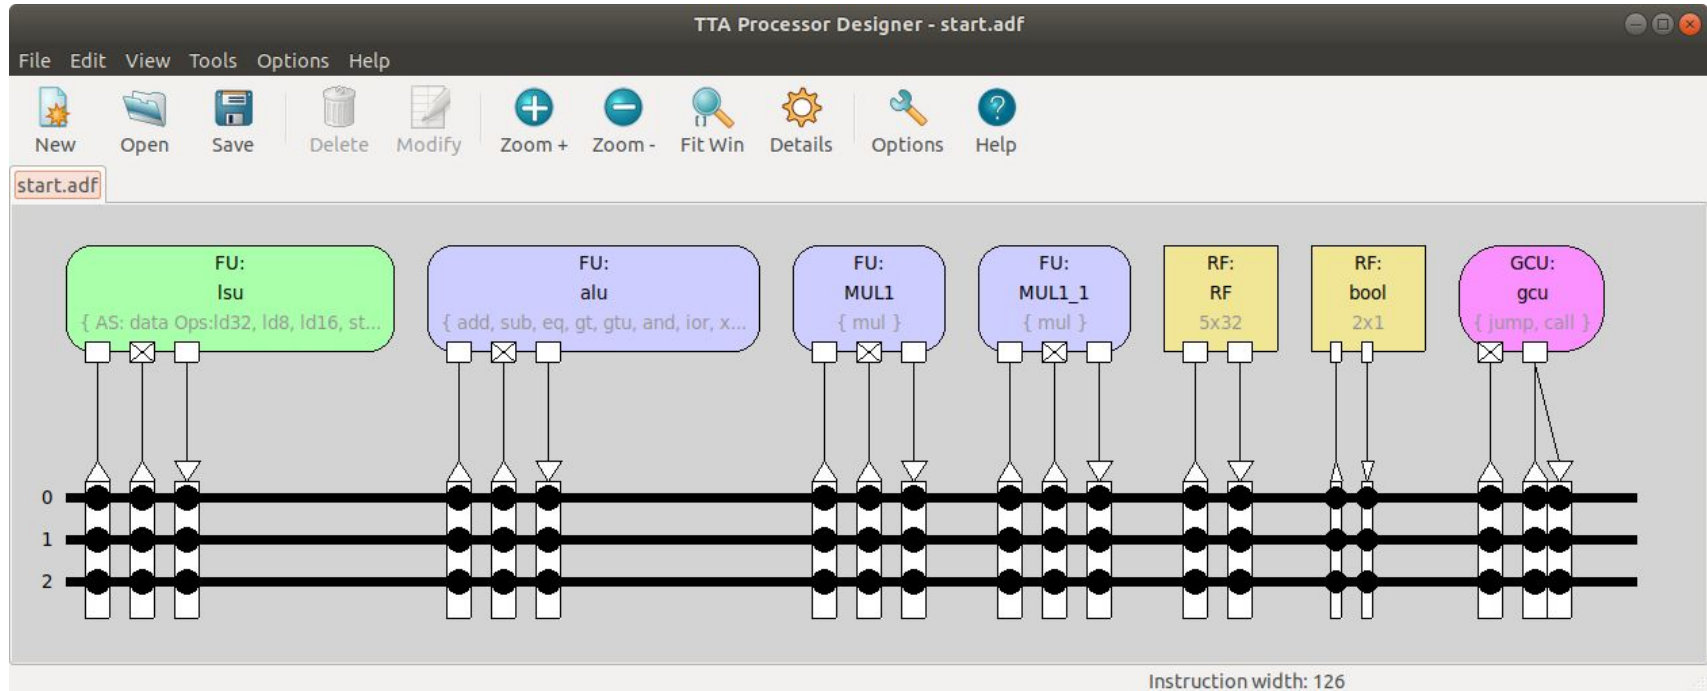 TTA Processor Designer - start.adf
File Edit View Tools Options Help
New Open Save Delete Modify Zoom + Zoom - Fit Win Details Options Help
start.adf
FU: FU: FU: FU: RF: RF: GCU:
lsu alu MUL1 MUL1_1 RF bool gcu
{ AS: data Ops:ld32, ld8, ld16, st... { add, sub, eq, gt, gtu, and, ior, x... { mul } { mul } 5x32 2x1 { jump, call }
0
1
2
Instruction width: 126